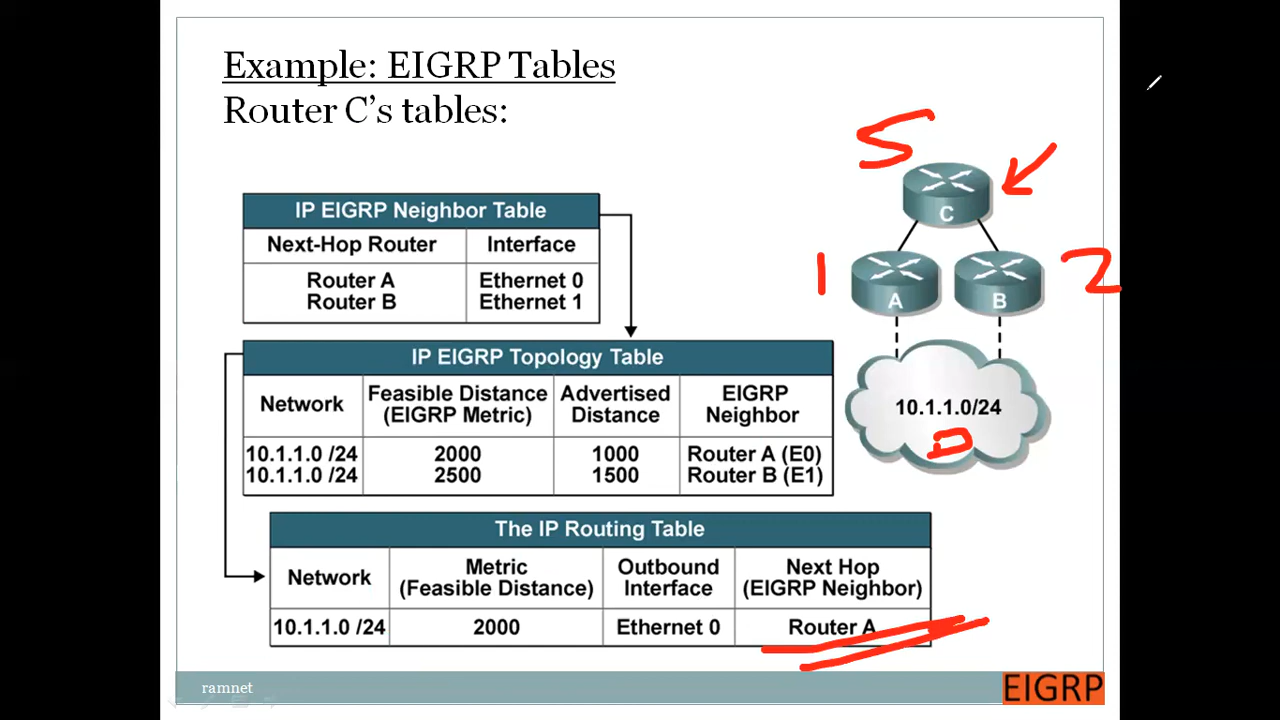 Example: EIGRP Tables
Router C's tables:
S
C
1
A
B
2
10.1.1.0/24
D
IP EIGRP Neighbor Table
Next-Hop Router Interface
Router A Ethernet 0
Router B Ethernet 1
IP EIGRP Topology Table
Network Feasible Distance (EIGRP Metric) Advertised Distance EIGRP Neighbor
10.1.1.0 /24 2000 1000 Router A (E0)
10.1.1.0 /24 2500 1500 Router B (E1)
The IP Routing Table
Network Metric (Feasible Distance) Outbound Interface Next Hop (EIGRP Neighbor)
10.1.1.0 /24 2000 Ethernet 0 Router A
ramnet
EIGRP